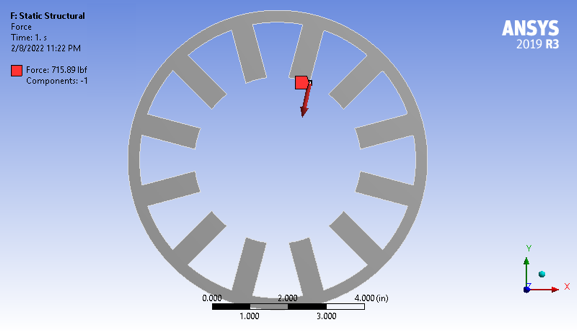 F: Static Structural
Force
Time: 1. s
2/8/2022 11:22 PM
Force: 715.89 lbf
Components: -1
ANSYS
2019 R3
Y
X
Z
0.000 2.000 4.000 (in)
1.000 3.000